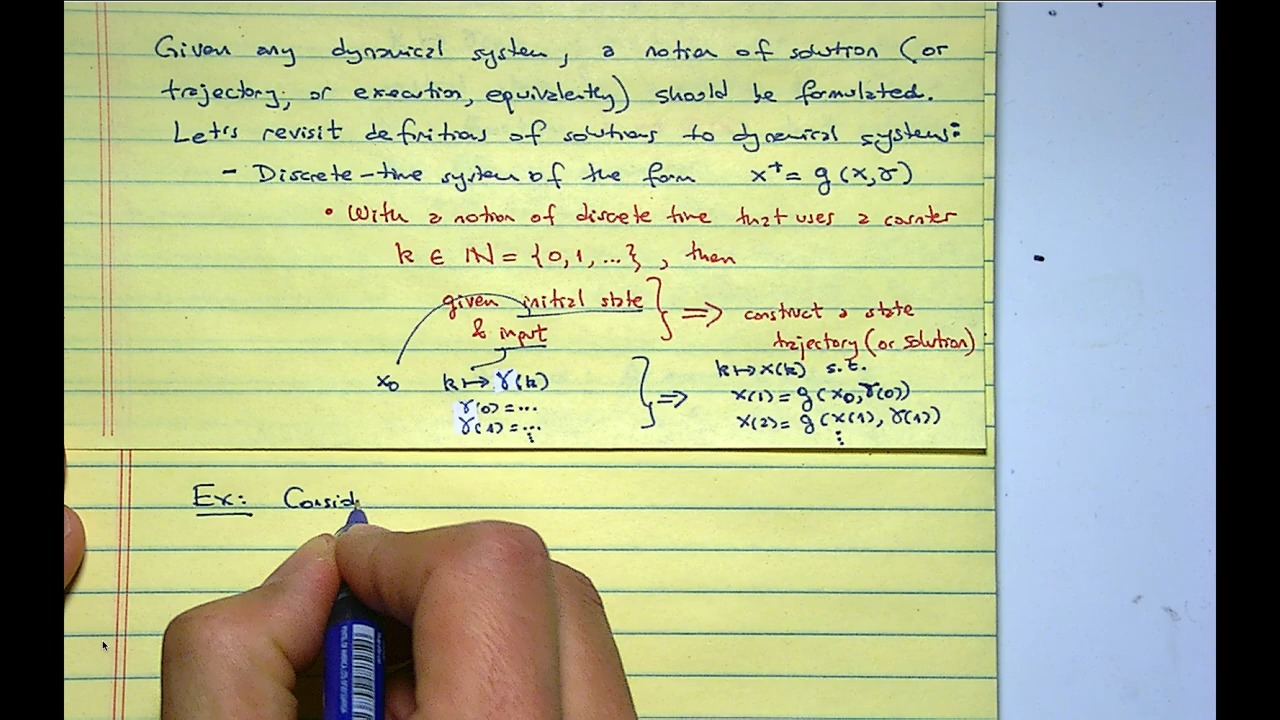 Given any dynamical system, a notion of solution (or
trajectory, or execution, equivalently) should be formulated.
Let's revisit definitions of solutions to dynamical systems:
- Discrete-time system of the form x⁺ = g(x,γ)
• With a notion of discrete time that uses a counter
k ∈ ℕ = {0,1,...}, then
given initial state
& input
} ⇒ construct a state
trajectory (or solution)
x₀ k ↦ γ(k)
γ(0) = ...
γ(1) = ...
⋮
} ⇒ k ↦ x(k) s.t.
x(1) = g(x₀, γ(0))
x(2) = g(x(1), γ(1))
⋮
Ex: Consid